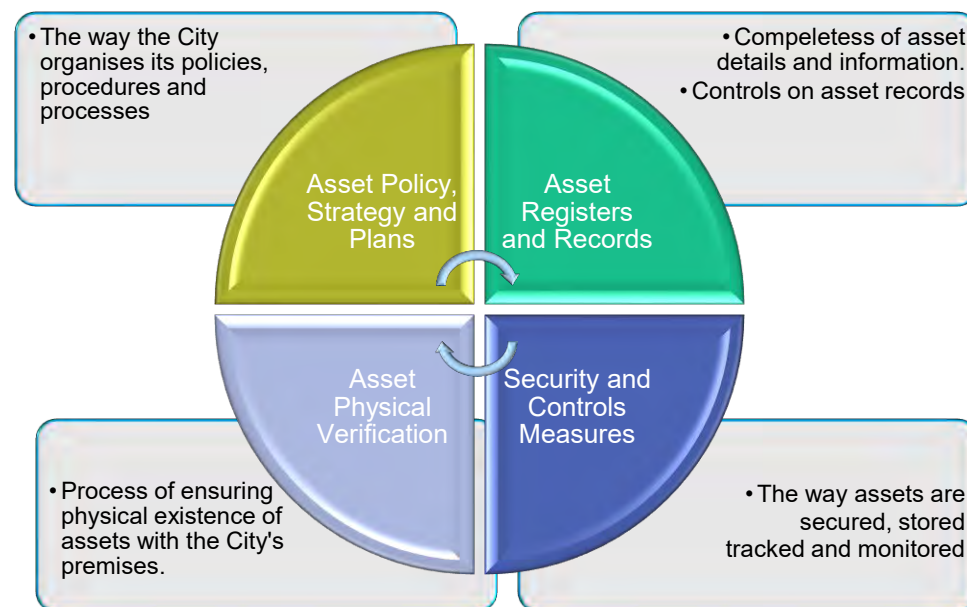 • The way the City
organises its policies,
procedures and
processes
• Compeletess of asset
details and information.
• Controls on asset records
Asset Policy,
Strategy and
Plans
Asset
Registers
and Records
Asset
Physical
Verification
Security and
Controls
Measures
• Process of ensuring
physical existence of
assets with the City's
premises.
• The way assets are
secured, stored
tracked and monitored